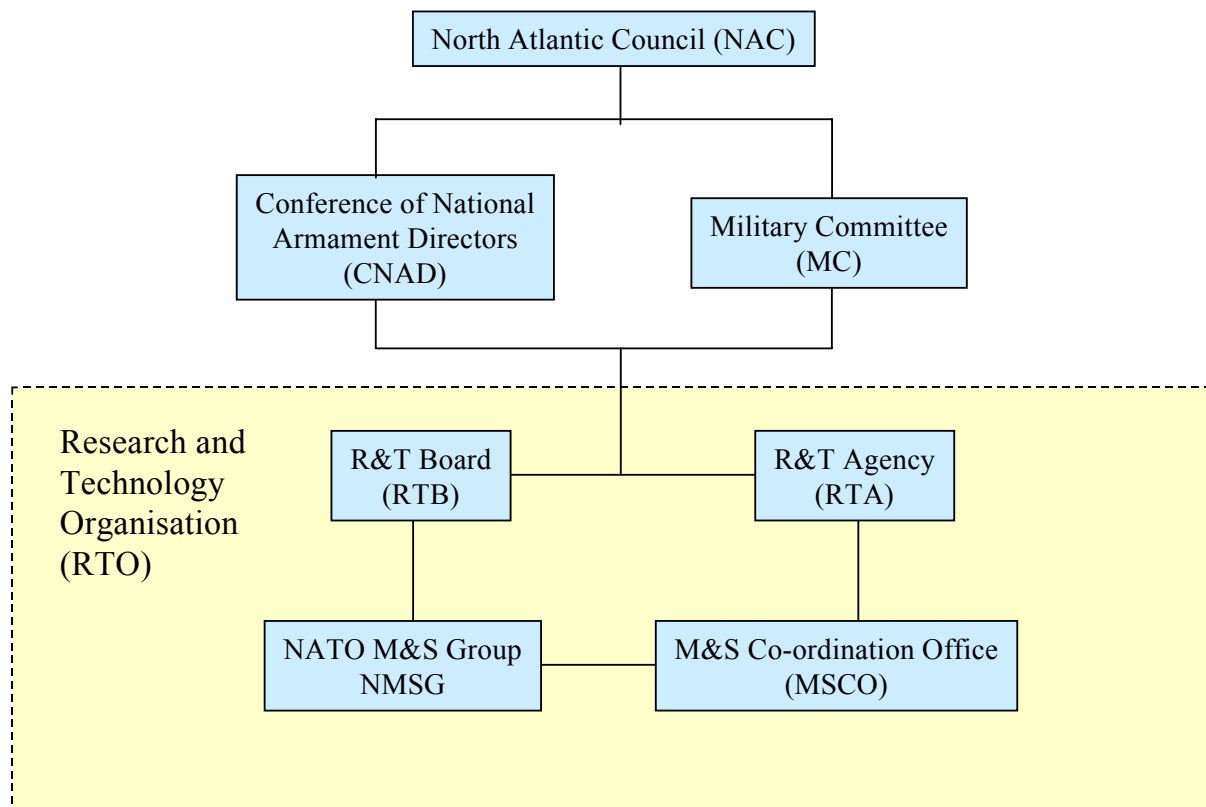 North Atlantic Council (NAC)
Conference of National
Armament Directors
(CNAD)
Military Committee
(MC)
Research and
Technology
Organisation
(RTO)
R&T Board
(RTB)
R&T Agency
(RTA)
NATO M&S Group
NMSG
M&S Co-ordination Office
(MSCO)